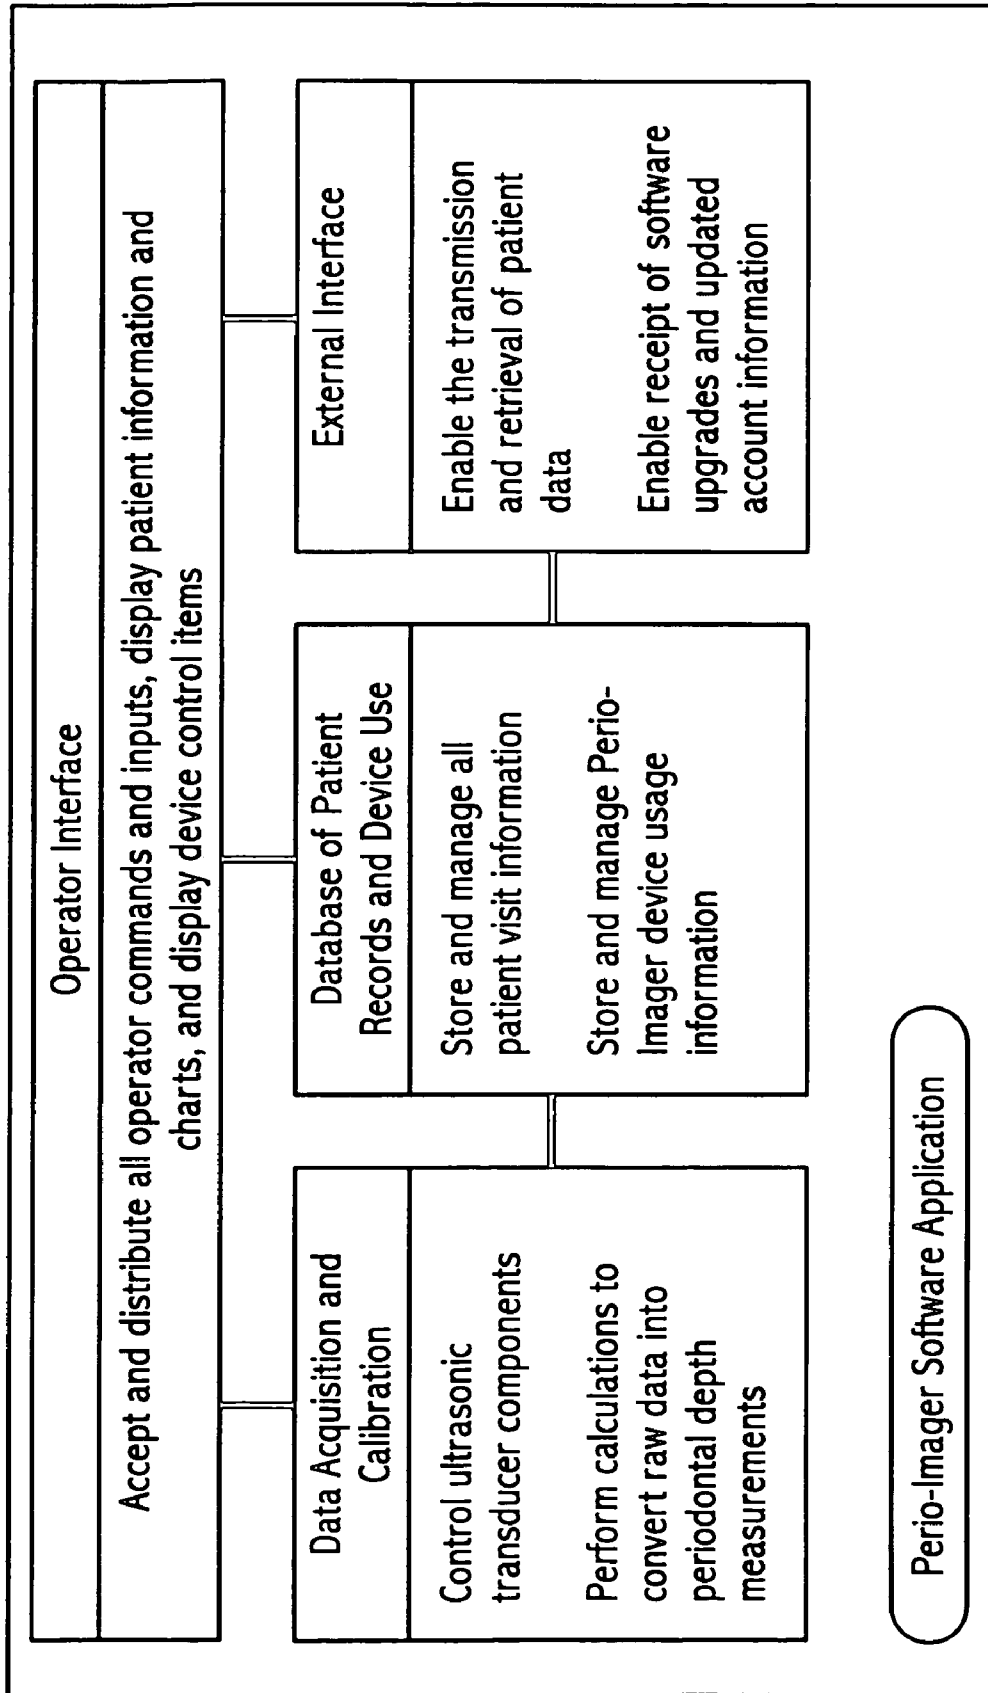 Operator Interface
Accept and distribute all operator commands and inputs, display patient information and
charts, and display device control items
Data Acquisition and
Calibration
Control ultrasonic
transducer components
Perform calculations to
convert raw data into
periodontal depth
measurements
Database of Patient
Records and Device Use
Store and manage all
patient visit information
Store and manage Perio-
Imager device usage
information
External Interface
Enable the transmission
and retrieval of patient
data
Enable receipt of software
upgrades and updated
account information
Perio-Imager Software Application